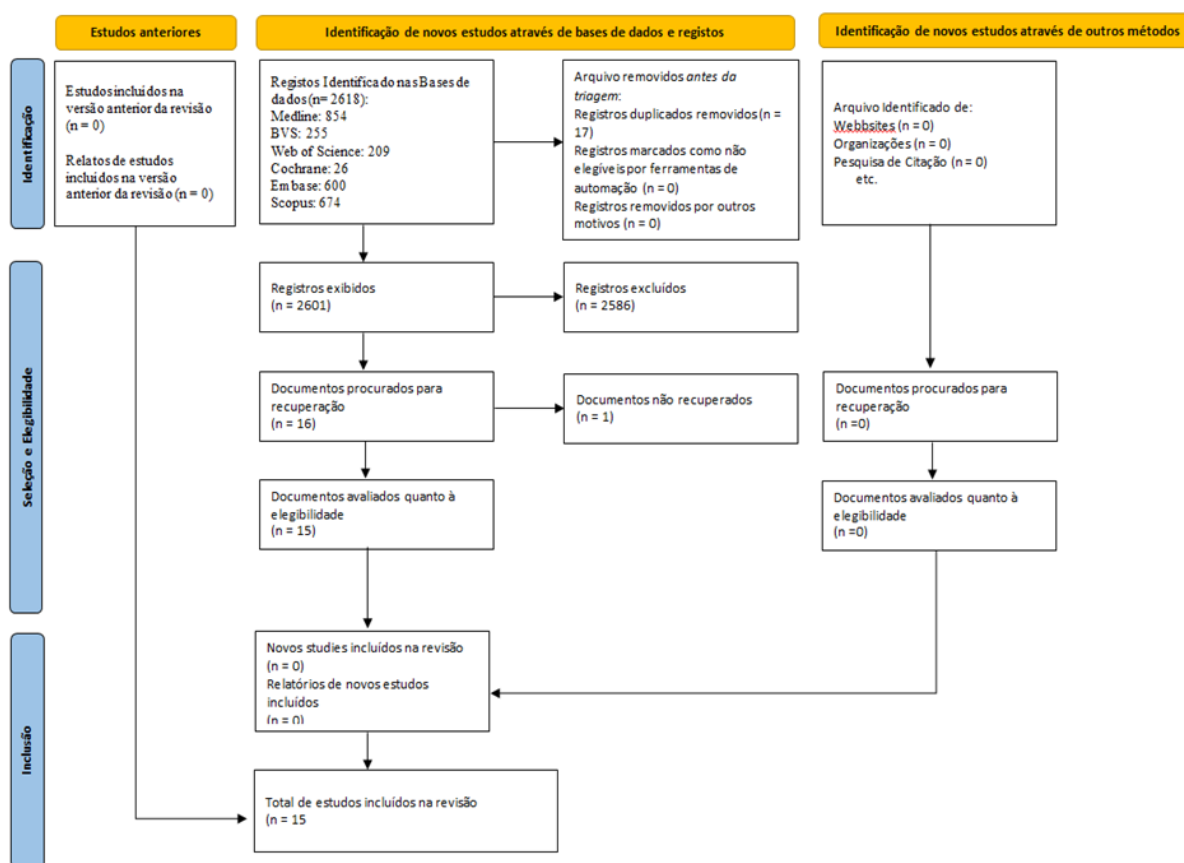 Estudos anteriores
Identificação de novos estudos através de bases de dados e registos
Identificação de novos estudos através de outros métodos
Identificação
Estudos incluidos na
versão anterior da revisão
(n = 0)
Relatos de estudos
incluidos na versão
anterior da revisão (n = 0)
Registos Identificado nas Bases de
dados (n= 2618):
Medline: 854
BVS: 255
Web of Science: 209
Cochrane: 26
Embase: 600
Scopus: 674
Arquivo removidos antes da
triagem:
Registros duplicados removidos (n =
17)
Registros marcados como não
elegíveis por ferramentas de
automação (n = 0)
Registros removidos por outros
motivos (n = 0)
Arquivo Identificado de:
Webbsites (n = 0)
Organizações (n = 0)
Pesquisa de Citação (n = 0)
etc.
Seleção e Elegibilidade
Registros exibidos
(n = 2601)
Registros excluídos
(n = 2586)
Documentos procurados para
recuperação
(n = 16)
Documentos não recuperados
(n = 1)
Documentos procurados para
recuperação
(n =0)
Documentos avaliados quanto à
elegibilidade
(n = 15)
Documentos avaliados quanto à
elegibilidade
(n =0)
Inclusão
Novos studies incluídos na revisão
(n = 0)
Relatórios de novos estudos
incluídos
(n = 0)
Total de estudos incluídos na revisão
(n = 15